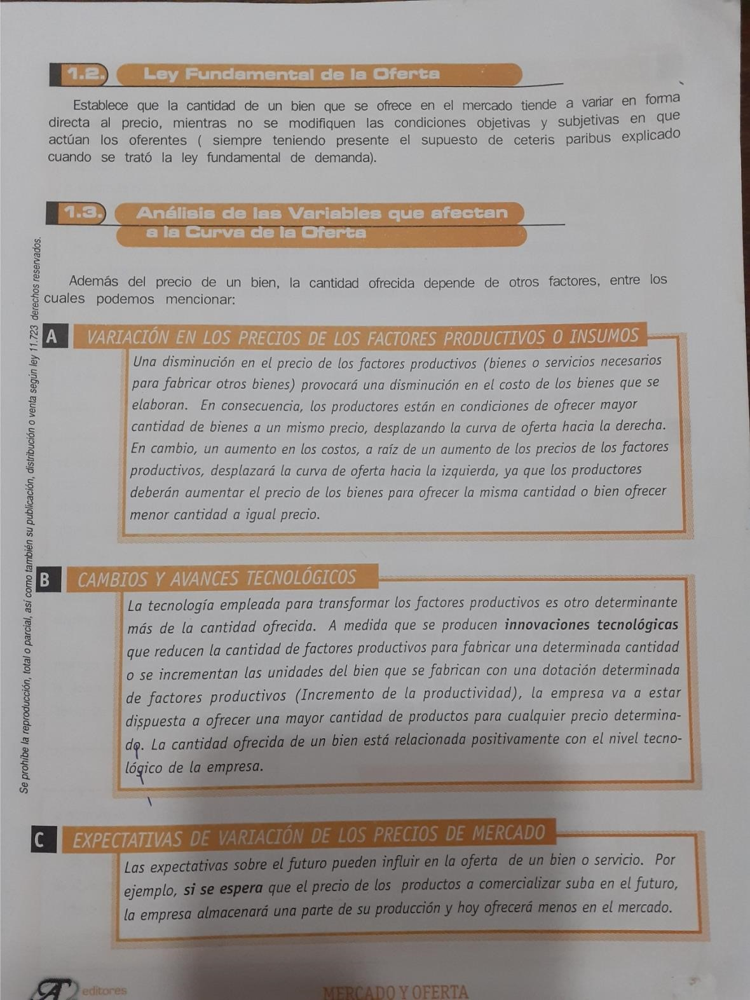 1.2. Ley Fundamental de la Oferta
Establece que la cantidad de un bien que se ofrece en el mercado tiende a variar en forma
directa al precio, mientras no se modifiquen las condiciones objetivas y subjetivas en que
actúan los oferentes ( siempre teniendo presente el supuesto de ceteris paribus explicado
cuando se trató la ley fundamental de demanda).
1.3. Análisis de las Variables que afectan
a la Curva de la Oferta
Además del precio de un bien, la cantidad ofrecida depende de otros factores, entre los
cuales podemos mencionar:
A VARIACIÓN EN LOS PRECIOS DE LOS FACTORES PRODUCTIVOS O INSUMOS
Una disminución en el precio de los factores productivos (bienes o servicios necesarios
para fabricar otros bienes) provocará una disminución en el costo de los bienes que se
elaboran. En consecuencia, los productores están en condiciones de ofrecer mayor
cantidad de bienes a un mismo precio, desplazando la curva de oferta hacia la derecha.
En cambio, un aumento en los costos, a raíz de un aumento de los precios de los factores
productivos, desplazará la curva de oferta hacia la izquierda, ya que los productores
deberán aumentar el precio de los bienes para ofrecer la misma cantidad o bien ofrecer
menor cantidad a igual precio.
B CAMBIOS Y AVANCES TECNOLÓGICOS
La tecnología empleada para transformar los factores productivos es otro determinante
más de la cantidad ofrecida. A medida que se producen innovaciones tecnológicas
que reducen la cantidad de factores productivos para fabricar una determinada cantidad
o se incrementan las unidades del bien que se fabrican con una dotación determinada
de factores productivos (Incremento de la productividad), la empresa va a estar
dispuesta a ofrecer una mayor cantidad de productos para cualquier precio determina-
do. La cantidad ofrecida de un bien está relacionada positivamente con el nivel tecno-
lógico de la empresa.
C EXPECTATIVAS DE VARIACIÓN DE LOS PRECIOS DE MERCADO
Las expectativas sobre el futuro pueden influir en la oferta de un bien o servicio. Por
ejemplo, si se espera que el precio de los productos a comercializar suba en el futuro,
la empresa almacenará una parte de su producción y hoy ofrecerá menos en el mercado.
Se prohíbe la reproducción, total o parcial, así como también su publicación, distribución o venta según ley 11.723 derechos reservados.
A editores
MERCADO Y OFERTA